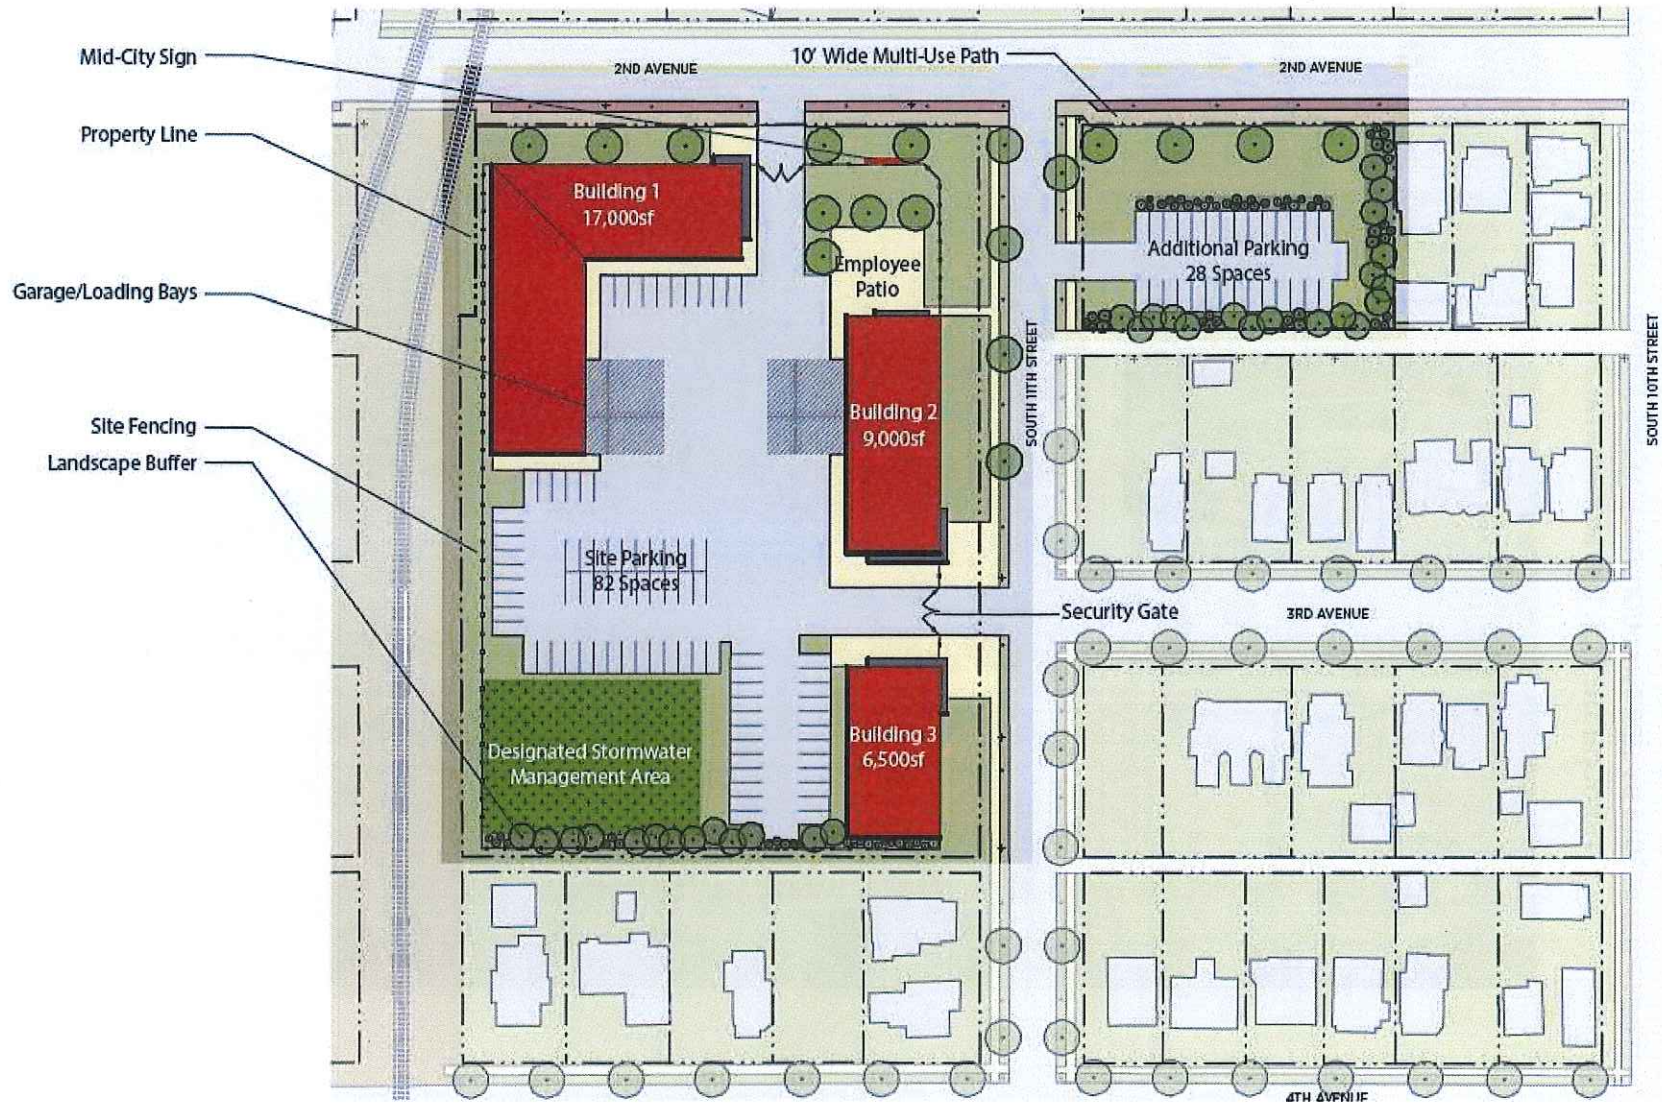 Mid-City Sign
10' Wide Multi-Use Path
2ND AVENUE
2ND AVENUE
Property Line
Building 1
17,000sf
Employee
Patio
Additional Parking
28 Spaces
Garage/Loading Bays
SOUTH 11TH STREET
SOUTH 10TH STREET
Building 2
9,000sf
Site Fencing
Landscape Buffer
Site Parking
82 Spaces
Security Gate
3RD AVENUE
Designated Stormwater
Management Area
Building 3
6,500sf
4TH AVENUE